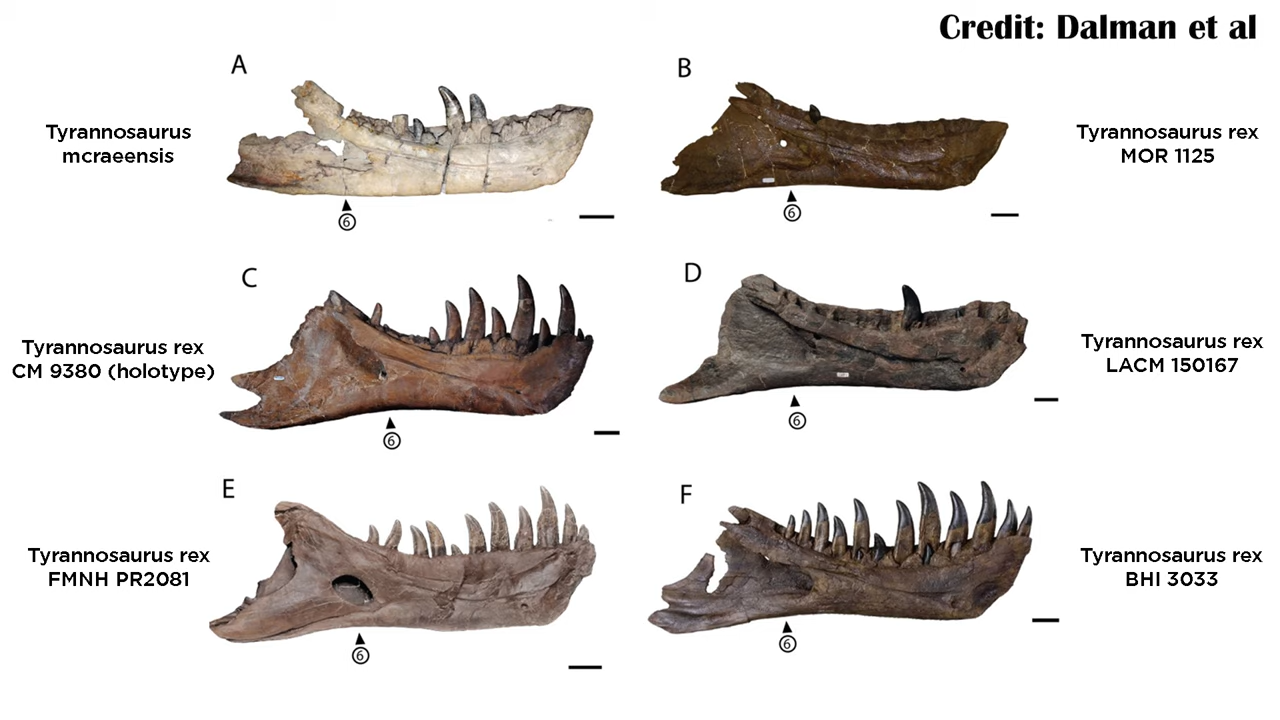 Credit: Dalman et al
A
B
Tyrannosaurus
mcraeensis
Tyrannosaurus rex
MOR 1125
6
6
C
D
Tyrannosaurus rex
CM 9380 (holotype)
Tyrannosaurus rex
LACM 150167
6
6
E
F
Tyrannosaurus rex
FMNH PR2081
Tyrannosaurus rex
BHI 3033
6
6